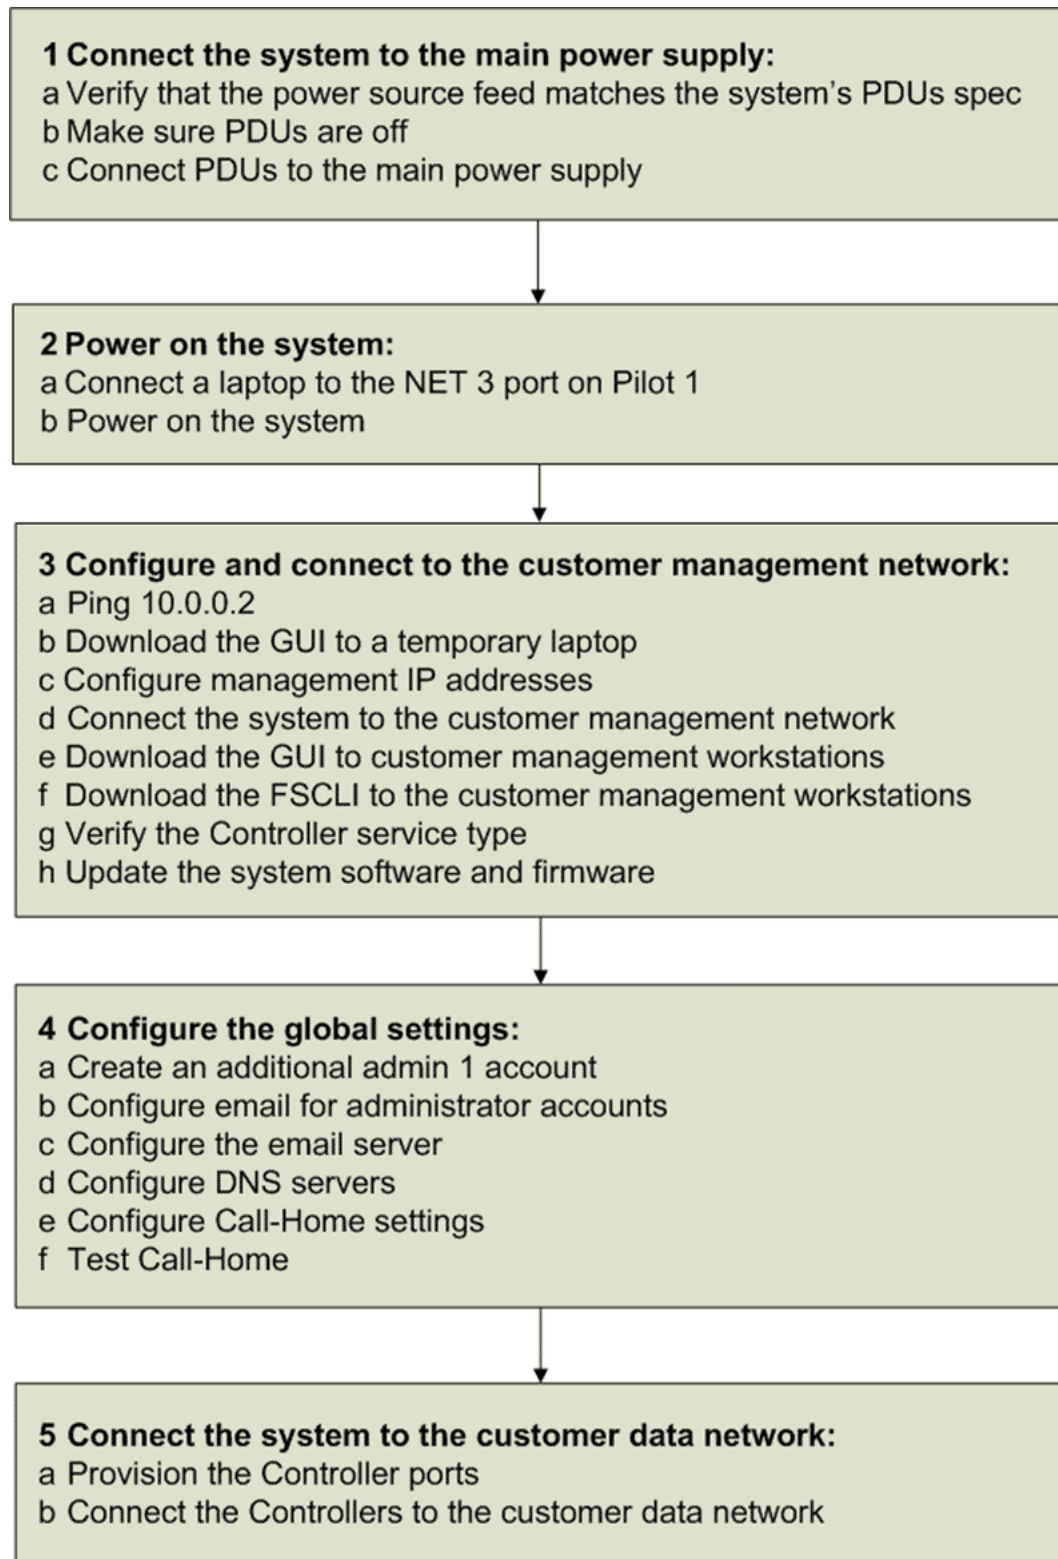 1 Connect the system to the main power supply:
a Verify that the power source feed matches the system's PDUs spec
b Make sure PDUs are off
c Connect PDUs to the main power supply
2 Power on the system:
a Connect a laptop to the NET 3 port on Pilot 1
b Power on the system
3 Configure and connect to the customer management network:
a Ping 10.0.0.2
b Download the GUI to a temporary laptop
c Configure management IP addresses
d Connect the system to the customer management network
e Download the GUI to customer management workstations
f Download the FSCLI to the customer management workstations
g Verify the Controller service type
h Update the system software and firmware
4 Configure the global settings:
a Create an additional admin 1 account
b Configure email for administrator accounts
c Configure the email server
d Configure DNS servers
e Configure Call-Home settings
f Test Call-Home
5 Connect the system to the customer data network:
a Provision the Controller ports
b Connect the Controllers to the customer data network